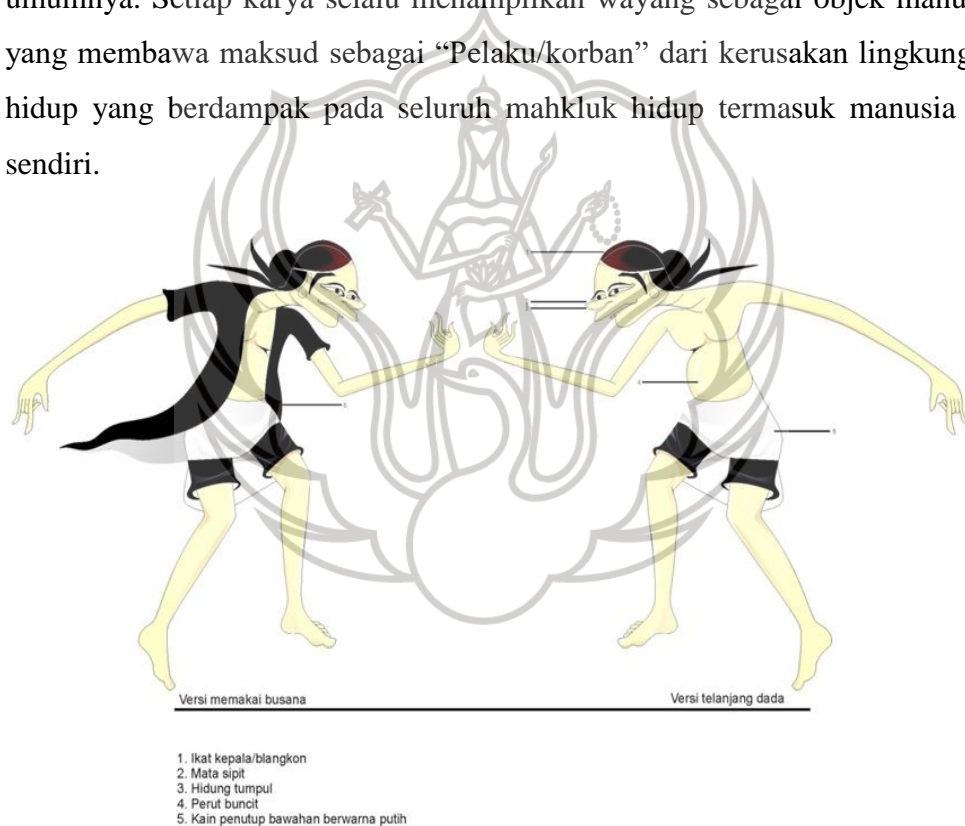 umumnya. Setiap karya selalu menampilkan wayang sebagai objek manu
yang membawa maksud sebagai “Pelaku/korban” dari kerusakan lingkung
hidup yang berdampak pada seluruh mahkluk hidup termasuk manusia
sendiri.
Versi memakai busana
Versi telanjang dada
1. Ikat kepala/blangkon
2. Mata sipit
3. Hidung tumpul
4. Perut buncit
5. Kain penutup bawahan berwarna putih